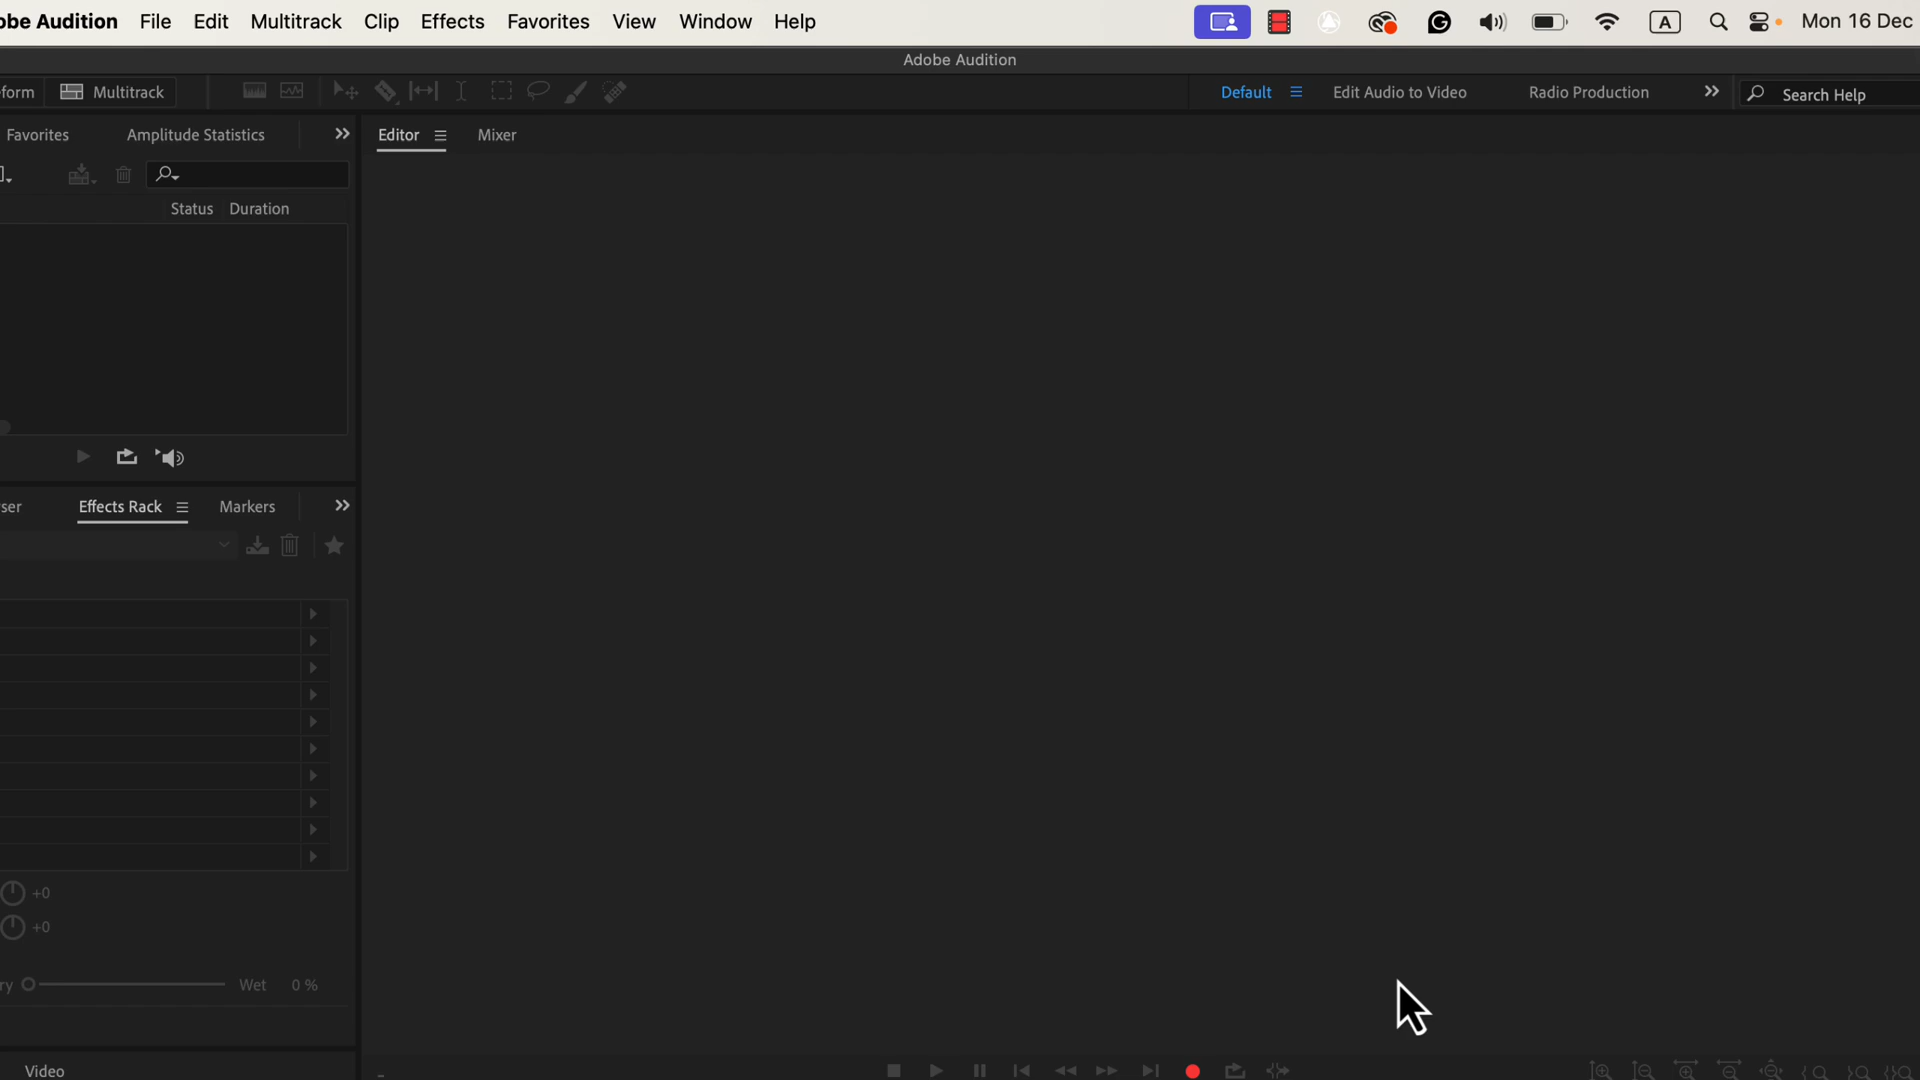 obe Audition File Edit Multitrack Clip Effects Favorites View Window Help A Mon 16 Dec
Adobe Audition
form Multitrack Default Edit Audio to Video Radio Production Search Help
Favorites Amplitude Statistics Editor Mixer
Status Duration
ser Effects Rack Markers
+0
+0
ry Wet 0 %
Video